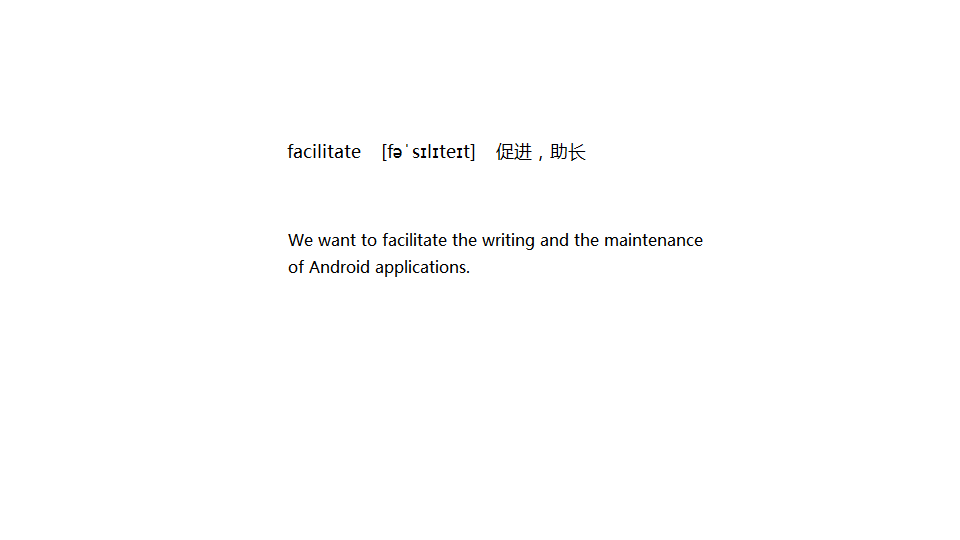 facilitate [fəˈsɪlɪteɪt] 促进，助长
We want to facilitate the writing and the maintenance
of Android applications.